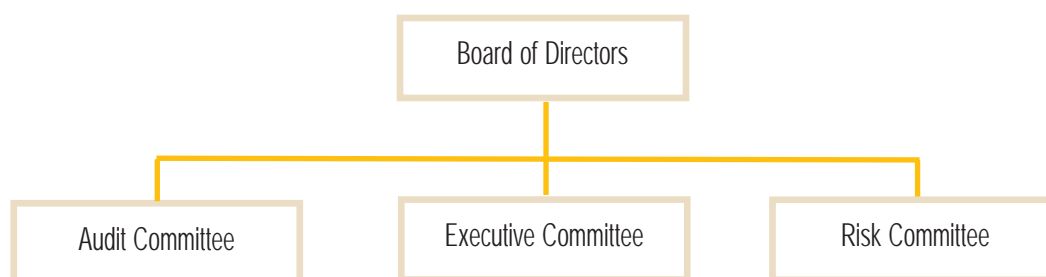 Board of Directors
Audit Committee
Executive Committee
Risk Committee